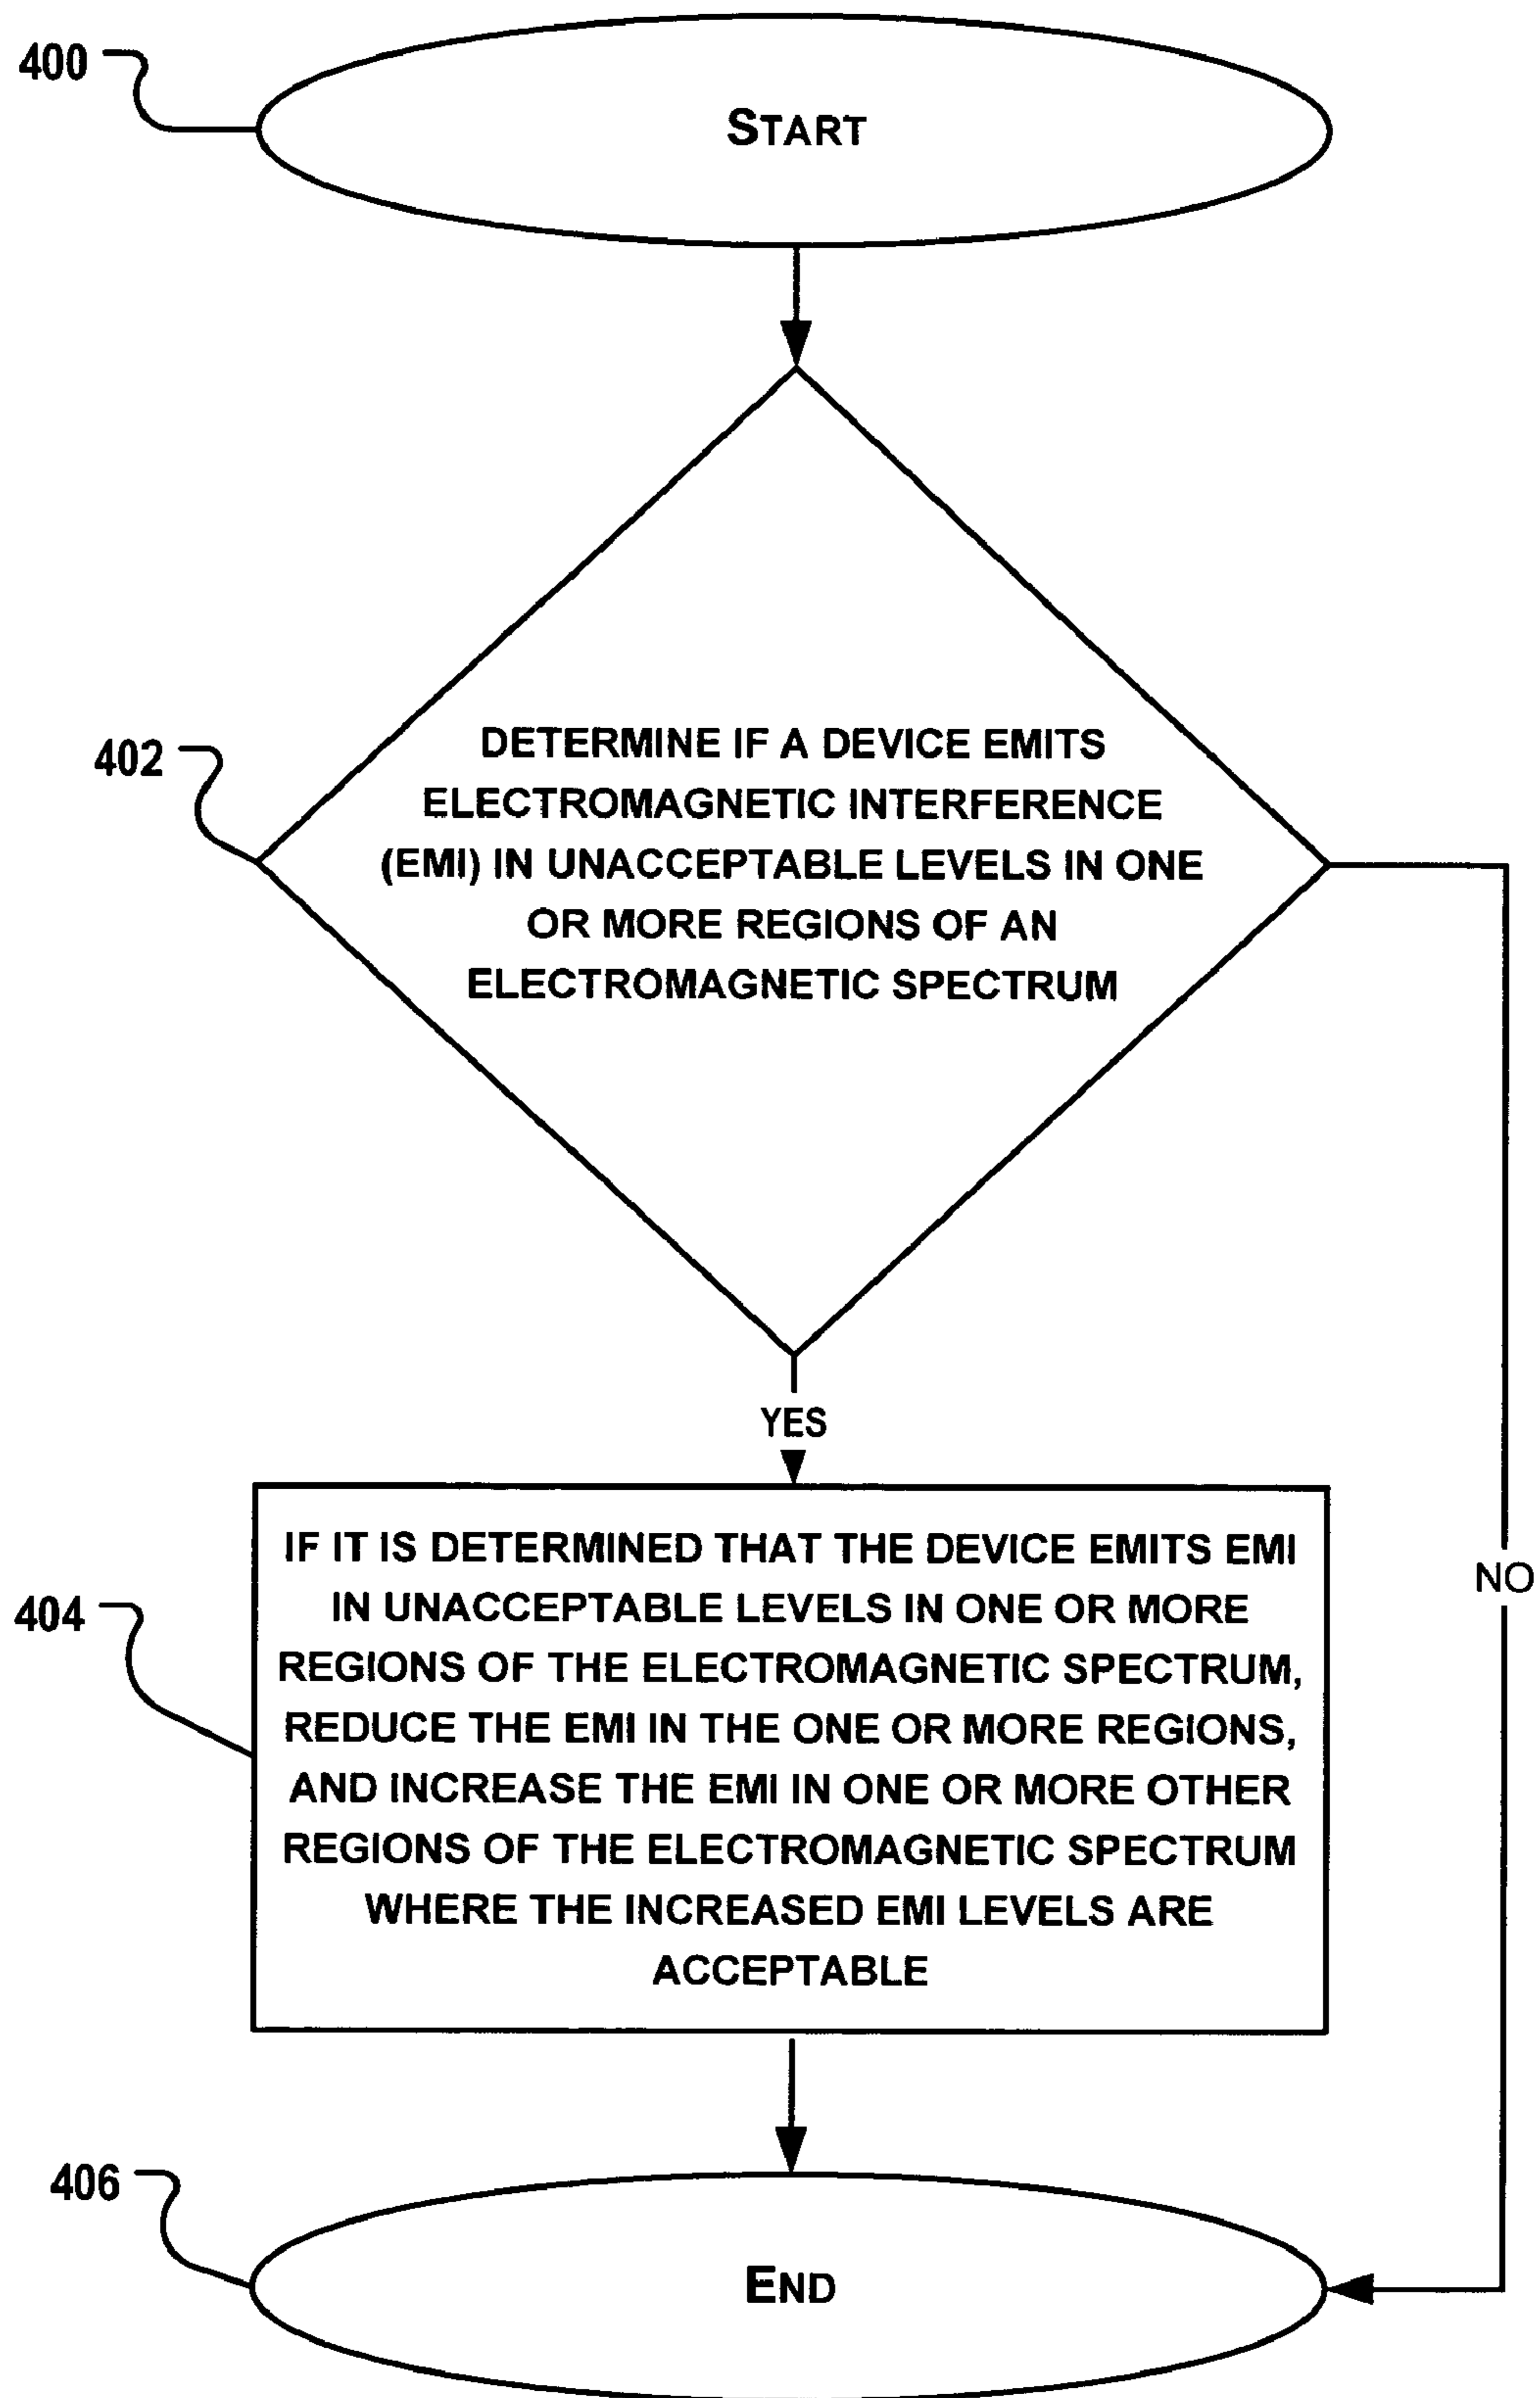 400
START
402
DETERMINE IF A DEVICE EMITS
ELECTROMAGNETIC INTERFERENCE
(EMI) IN UNACCEPTABLE LEVELS IN ONE
OR MORE REGIONS OF AN
ELECTROMAGNETIC SPECTRUM
YES
404
IF IT IS DETERMINED THAT THE DEVICE EMITS EMI
IN UNACCEPTABLE LEVELS IN ONE OR MORE
REGIONS OF THE ELECTROMAGNETIC SPECTRUM,
REDUCE THE EMI IN THE ONE OR MORE REGIONS,
AND INCREASE THE EMI IN ONE OR MORE OTHER
REGIONS OF THE ELECTROMAGNETIC SPECTRUM
WHERE THE INCREASED EMI LEVELS ARE
ACCEPTABLE
NO
406
END